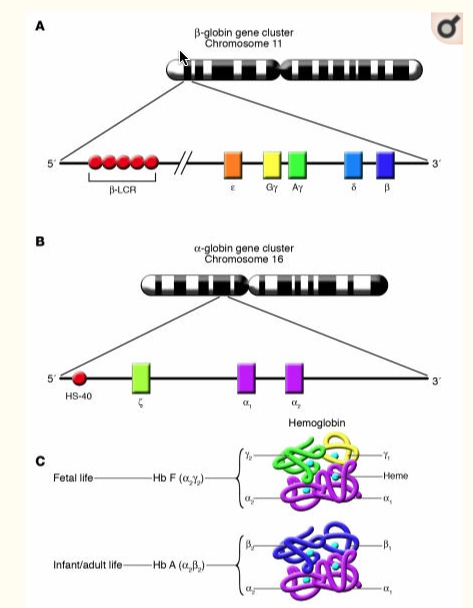 A
β-globin gene cluster
Chromosome 11
5´ 3´
β-LCR ε Gγ Aγ δ β
B
α-globin gene cluster
Chromosome 16
5´ 3´
HS-40 ζ α₁ α₂
Hemoglobin
C
γ₂ γ₁
Fetal life Hb F (α₂γ₂) Heme
α₂ α₁
β₂ β₁
Infant/adult life Hb A (α₂β₂)
α₂ α₁